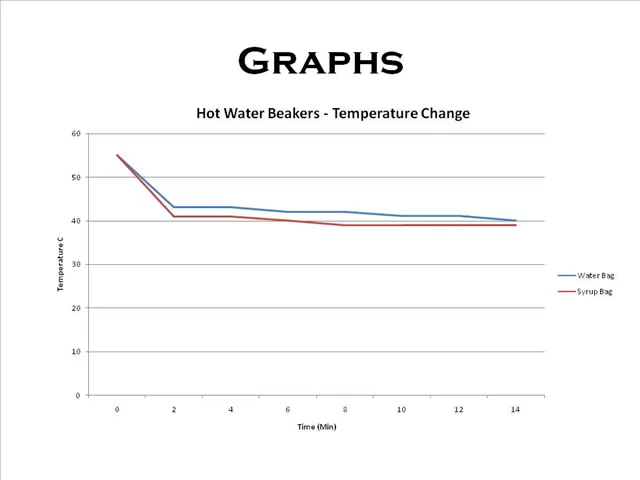 GRAPHS
Hot Water Beakers - Temperature Change
60
50
40
30
20
10
0
Temperature C
0 2 4 6 8 10 12 14
Time (Min)
Water Bag
Syrup Bag